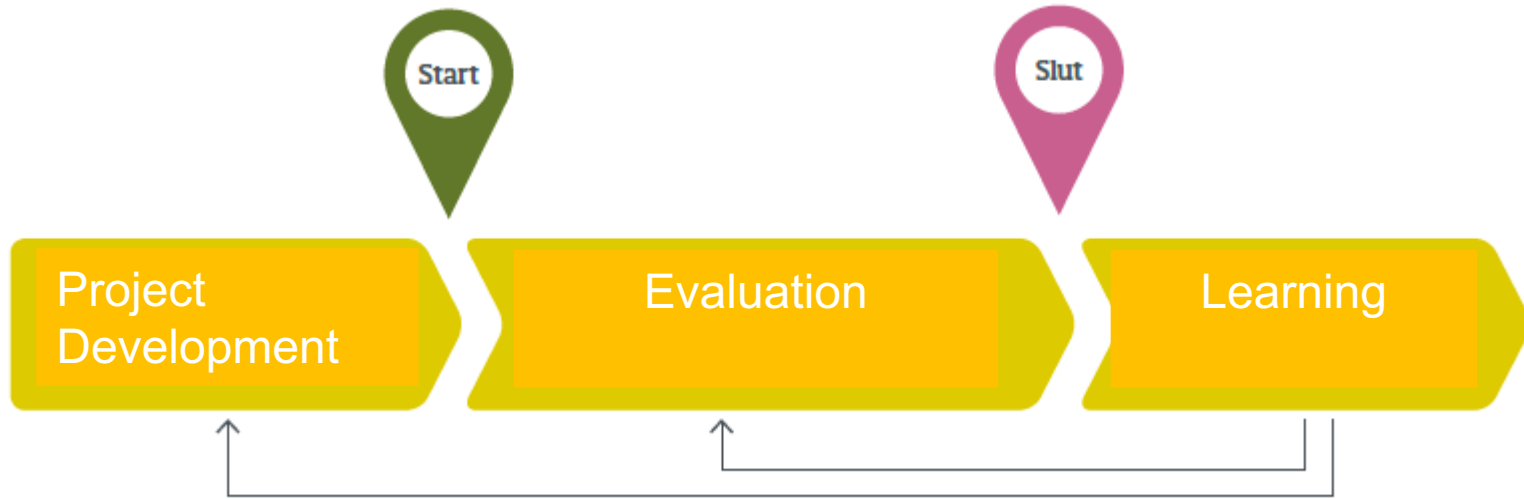 Start
Slut
Project
Development
Evaluation
Learning